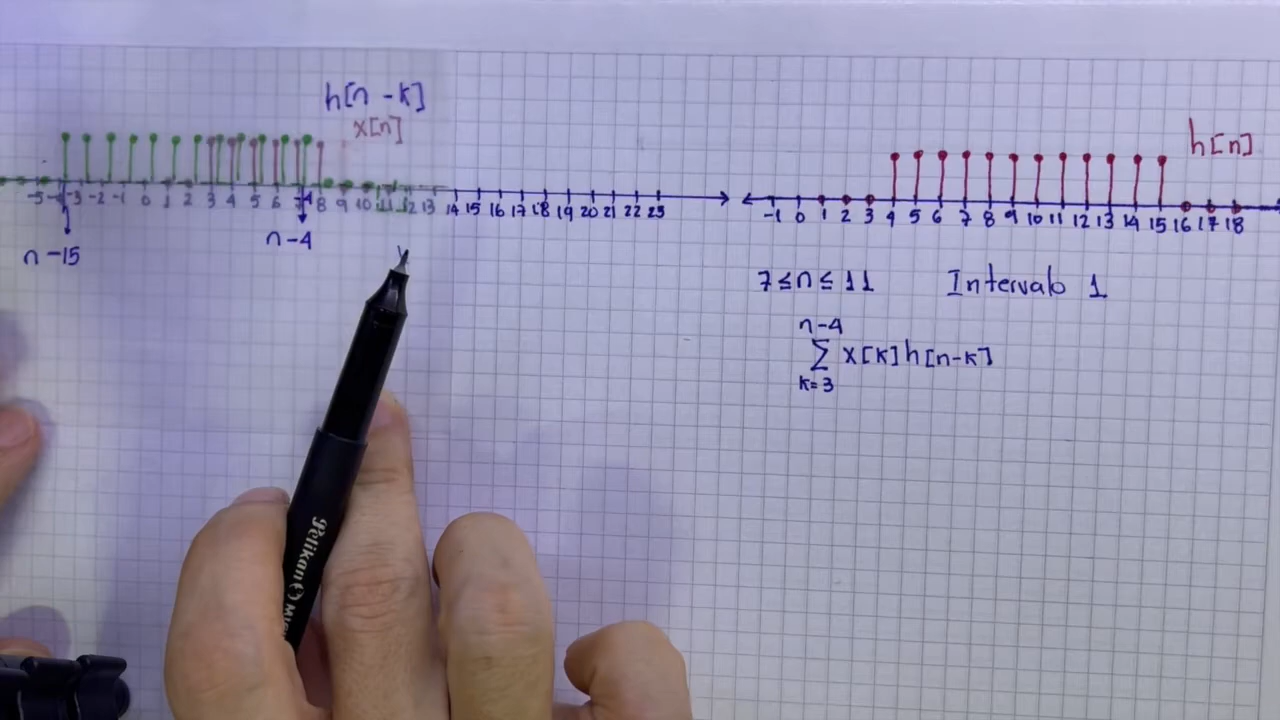 h[n-k]
x[n]
-5 -4 -3 -2 -1 0 1 2 3 4 5 6 7 8 9 10 11 12 13 14 15 16 17 18 19 20 21 22 23
n-15
n-4
h[n]
-1 0 1 2 3 4 5 6 7 8 9 10 11 12 13 14 15 16 17 18
7≤n≤11 Intervalo 1
n-4
∑ x[k]h[n-k]
k=3
Pelikan